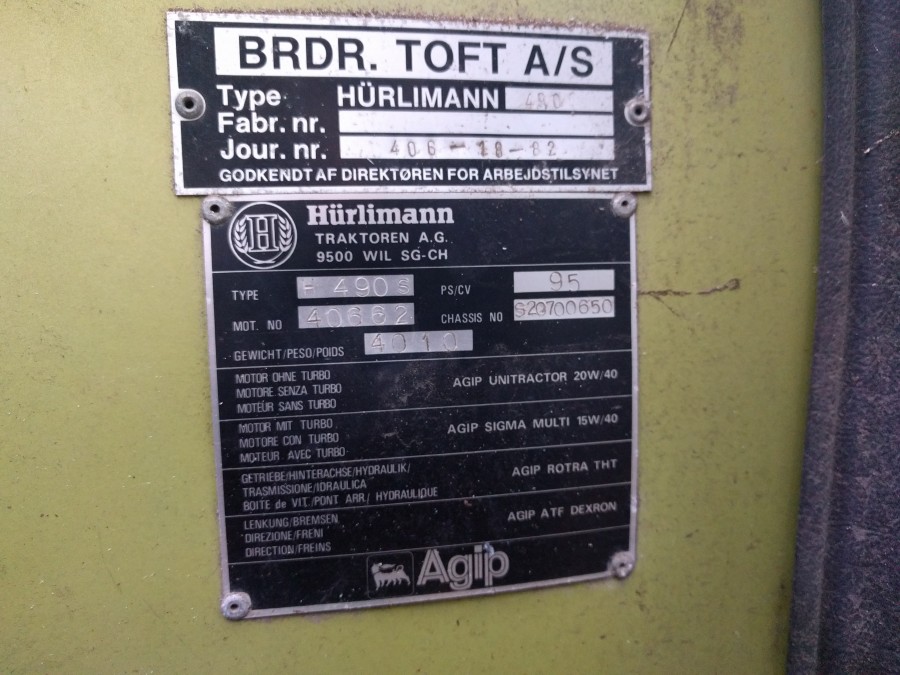 BRDR. TOFT A/S
Type HÜRLIMANN 490
Fabr. nr.
Jour. nr. 406-18-82
GODKENDT AF DIREKTØREN FOR ARBEJDSTILSYNET
H
Hürlimann
TRAKTOREN A.G.
9500 WIL SG-CH
TYPE H 490S PS/CV 95
MOT. NO 40662 CHASSIS NO S20700650
GEWICHT/PESO/POIDS 4010
MOTOR OHNE TURBO
MOTORE SENZA TURBO
MOTEUR SANS TURBO
AGIP UNITRACTOR 20W/40
MOTOR MIT TURBO
MOTORE CON TURBO
MOTEUR AVEC TURBO
AGIP SIGMA MULTI 15W/40
GETRIEBE/HINTERACHSE/HYDRAULIK/
TRASMISSIONE/IDRAULICA
BOITE de VIT./PONT ARR./ HYDRAULIQUE
AGIP ROTRA THT
LENKUNG/BREMSEN
DIREZIONE/FRENI
DIRECTION/FREINS
AGIP ATF DEXRON
Agip